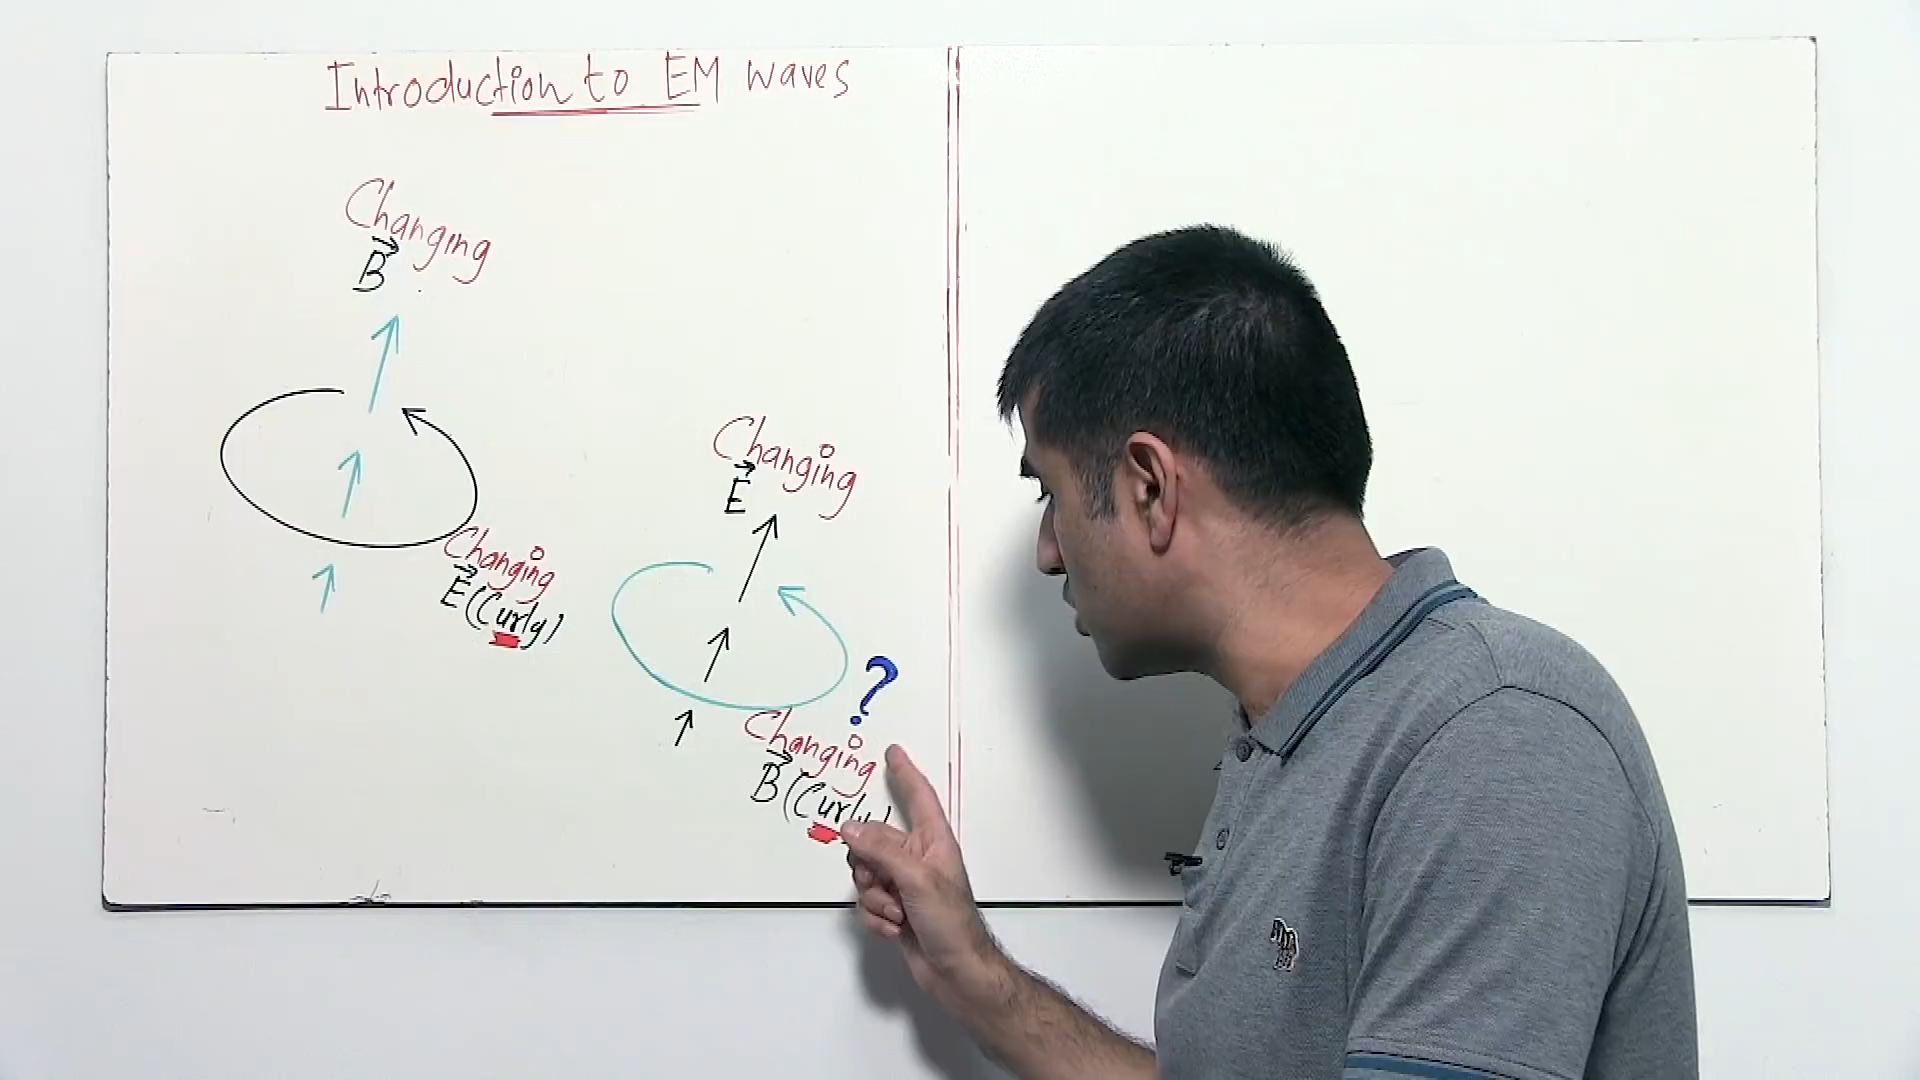 Introduction to EM waves
Changing
B
Changing
E
Changing
E (Curly)
?
Changing
B (Curly)